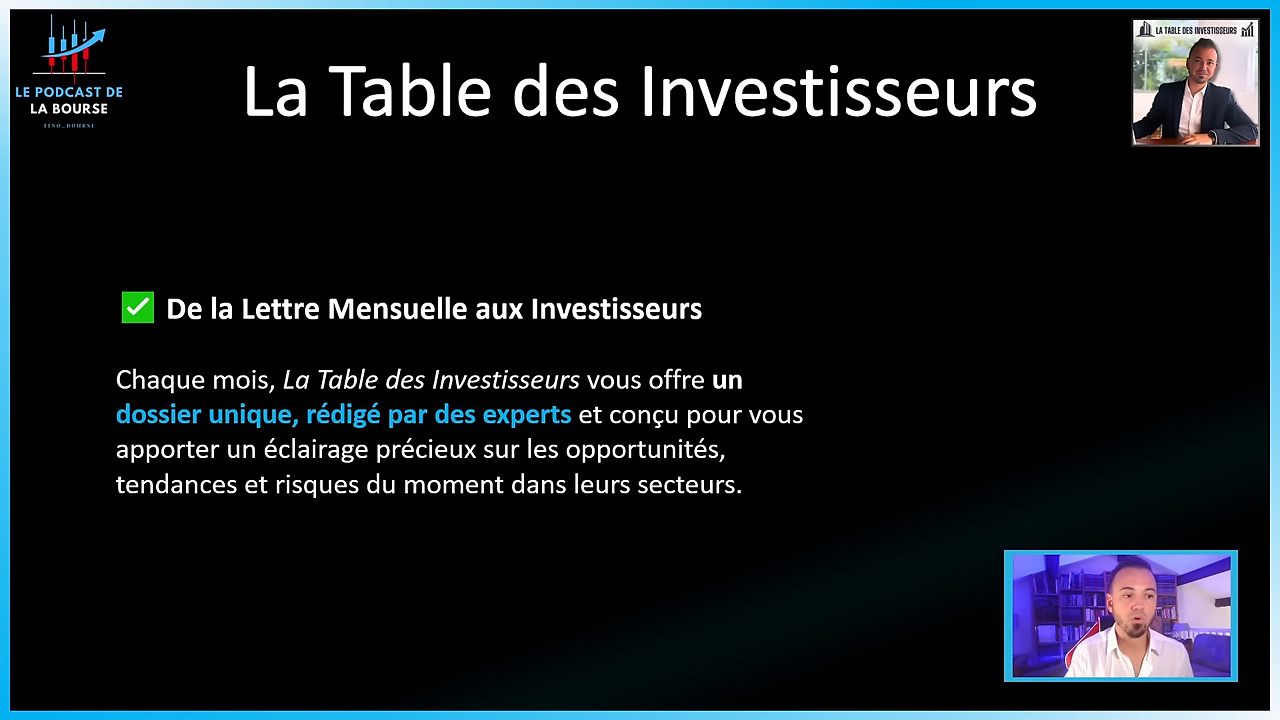 LE PODCAST DE
LA BOURSE
TINO_BOURSE
La Table des Investisseurs
LA TABLE DES INVESTISSEURS
✅ De la Lettre Mensuelle aux Investisseurs
Chaque mois, La Table des Investisseurs vous offre un
dossier unique, rédigé par des experts et conçu pour vous
apporter un éclairage précieux sur les opportunités,
tendances et risques du moment dans leurs secteurs.